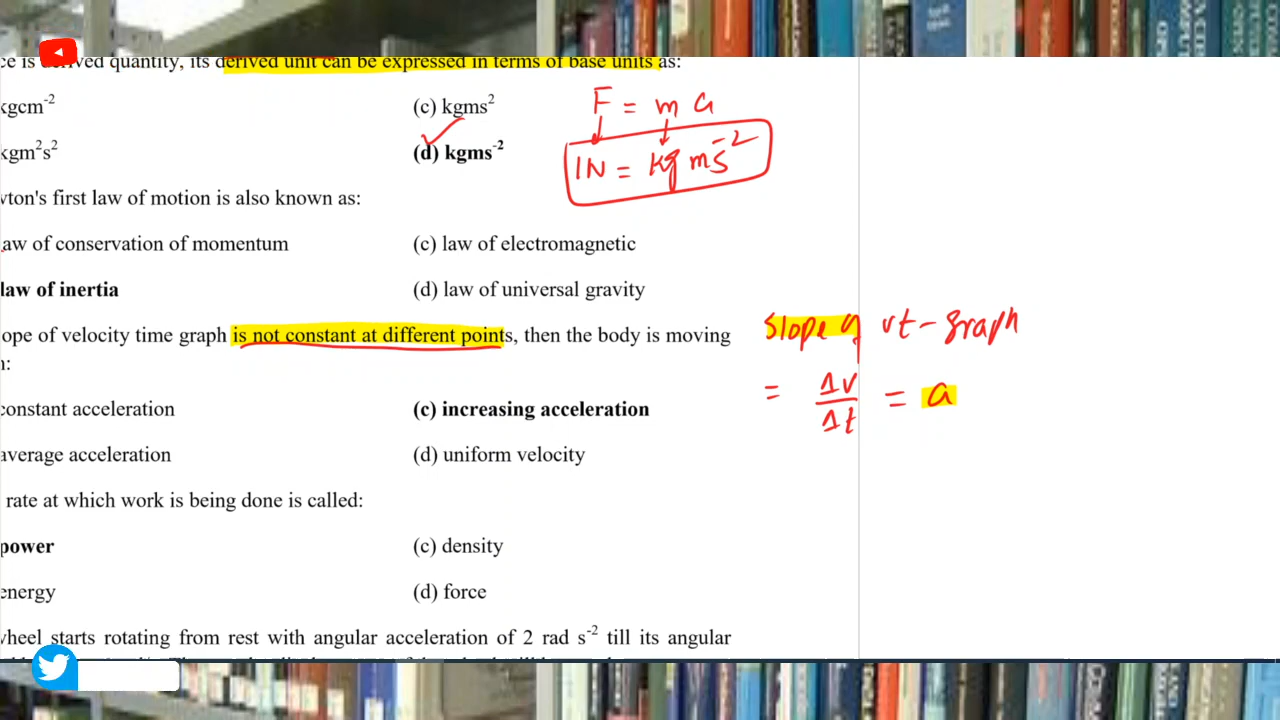 ce is derived quantity, its derived unit can be expressed in terms of base units as:
kgcm⁻² (c) kgms²
F = m a
kgm²s² (d) kgms⁻²
1N = kg ms⁻²
wton's first law of motion is also known as:
aw of conservation of momentum (c) law of electromagnetic
law of inertia (d) law of universal gravity
slope of vt-graph
ope of velocity time graph is not constant at different points, then the body is moving
n:
= Δv/Δt = a
constant acceleration (c) increasing acceleration
average acceleration (d) uniform velocity
rate at which work is being done is called:
power (c) density
energy (d) force
wheel starts rotating from rest with angular acceleration of 2 rad s⁻² till its angular